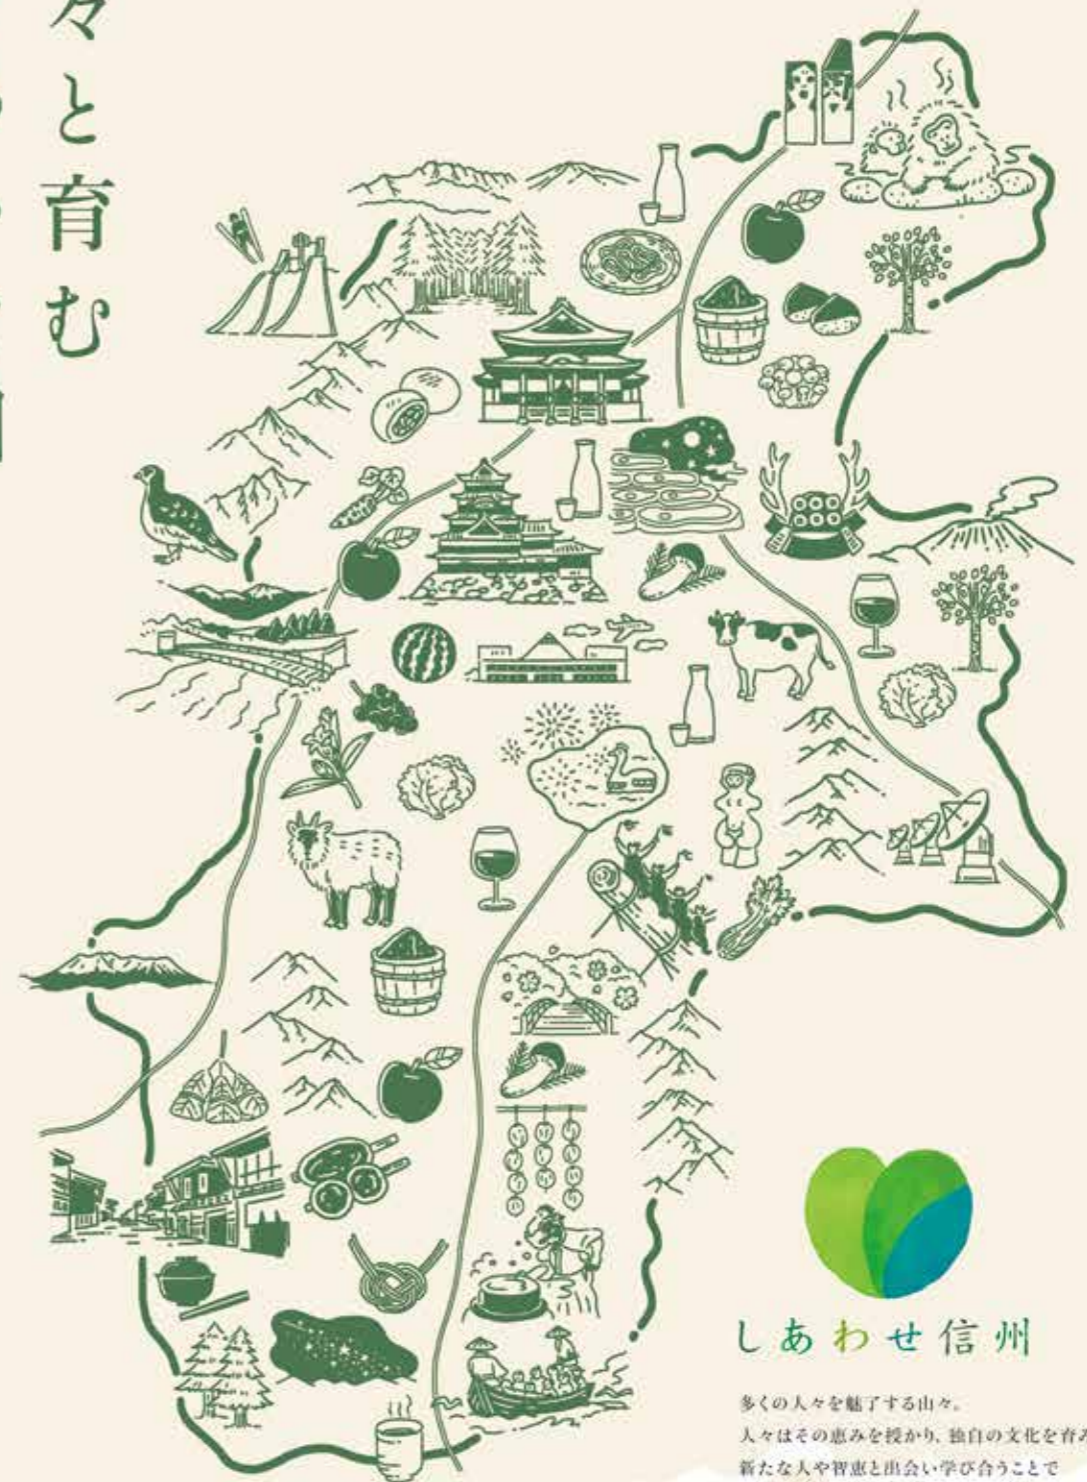 々と育む
しあわせ信州
多くの人々を魅了する山々。
人々はその恵みを授かり、独自の文化を育み
新たな人や智恵と出会い学び合うことで